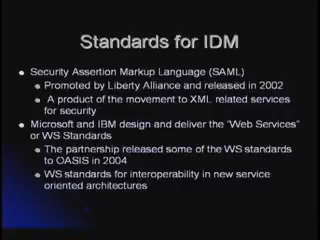 Standards for IDM
Security Assertion Markup Language (SAML)
Promoted by Liberty Alliance and released in 2002
A product of the movement to XML related services
for security
Microsoft and IBM design and deliver the "Web Services"
or WS Standards
The partnership released some of the WS standards
to OASIS in 2004
WS standards for interoperability in new service
oriented architectures